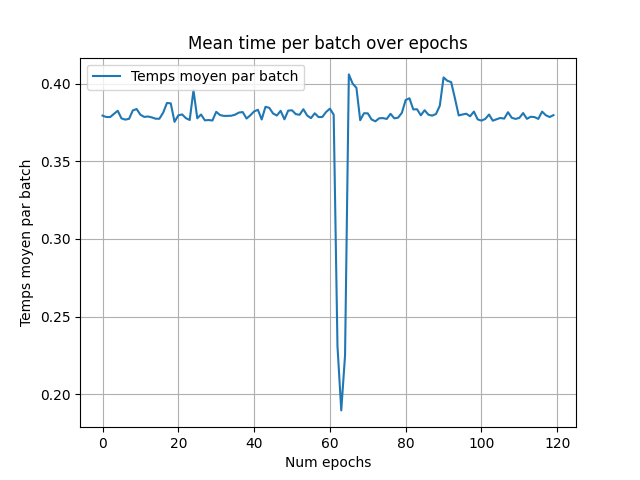 Mean time per batch over epochs
Temps moyen par batch
0.40
0.35
0.30
0.25
0.20
Temps moyen par batch
0 20 40 60 80 100 120
Num epochs